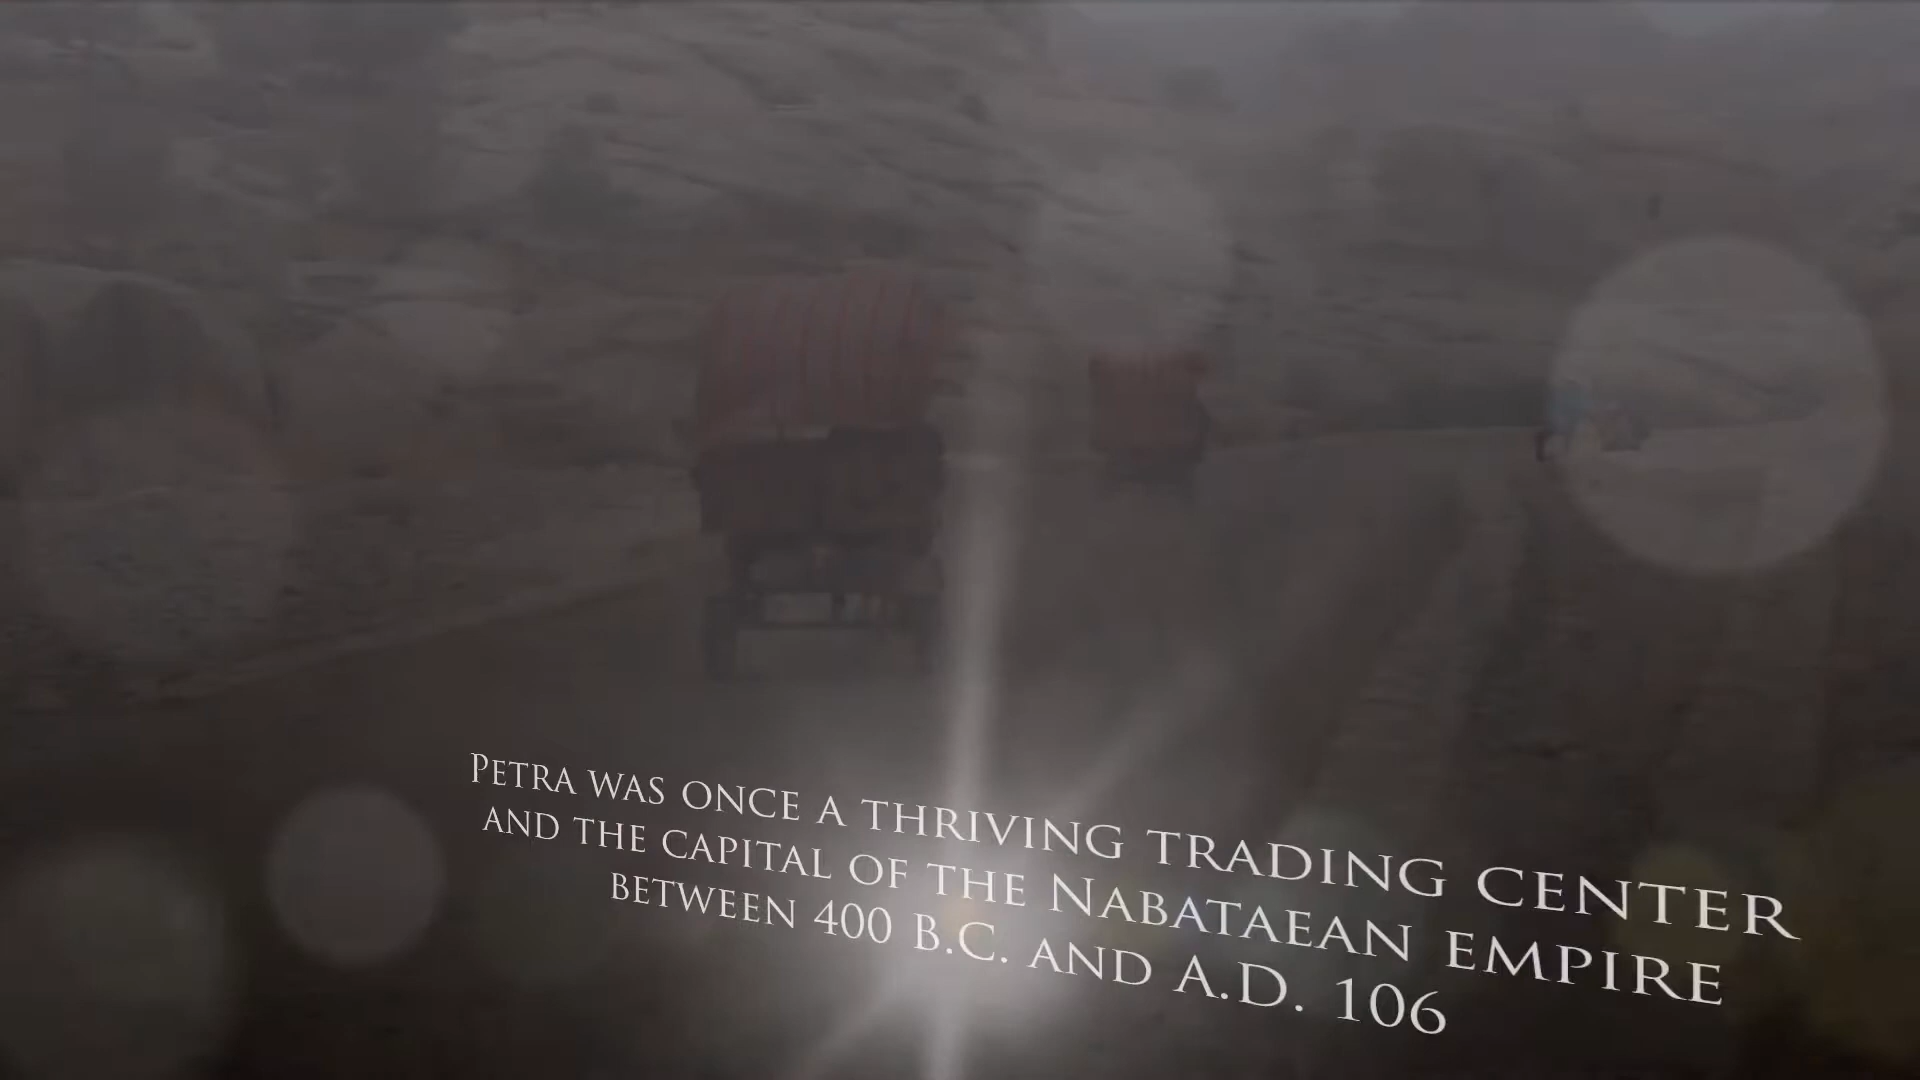 Petra was once a thriving trading center
and the capital of the Nabataean empire
between 400 B.C. and A.D. 106